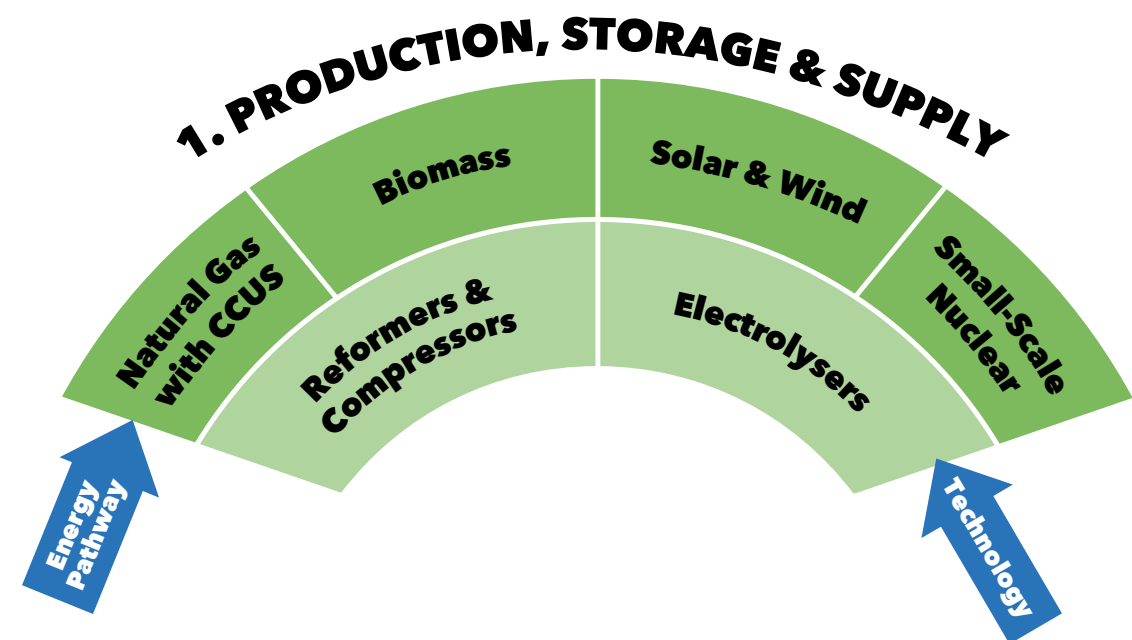 1. PRODUCTION, STORAGE & SUPPLY
Natural Gas
with CCUS
Biomass
Solar & Wind
Small-Scale
Nuclear
Reformers &
Compressors
Electrolysers
Energy
Pathway
Technology